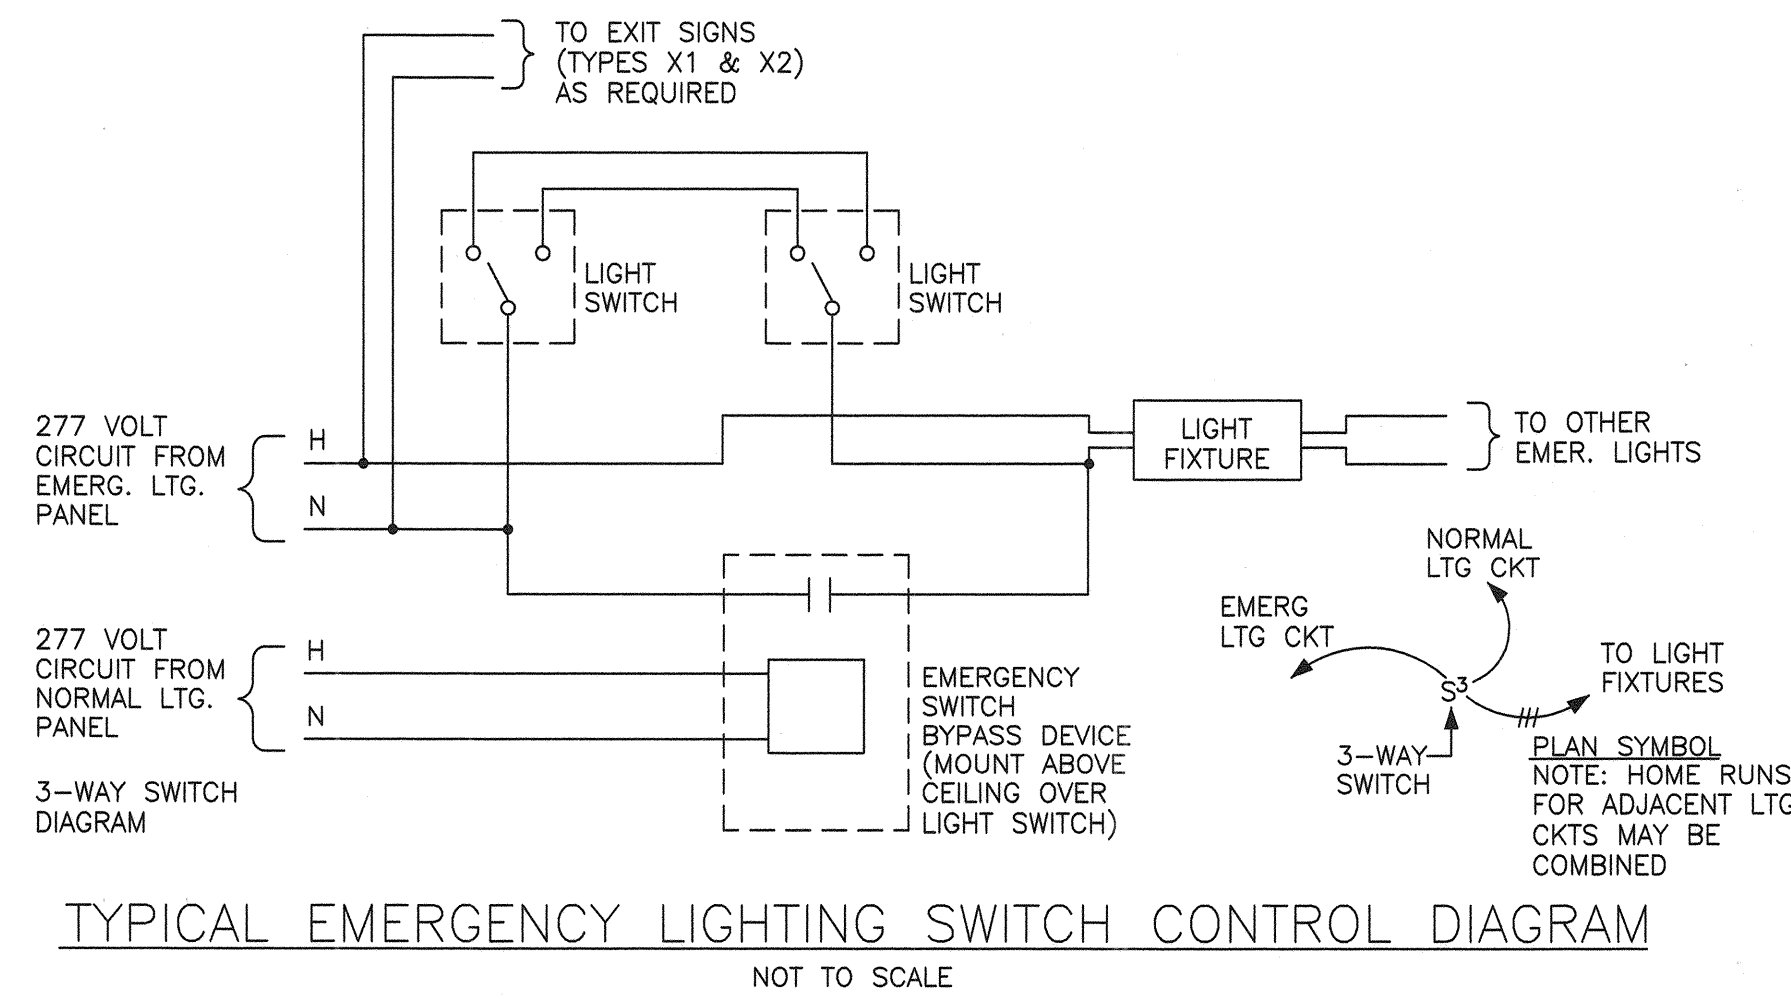 TO EXIT SIGNS
(TYPES X1 & X2)
AS REQUIRED
LIGHT
SWITCH
LIGHT
SWITCH
277 VOLT
CIRCUIT FROM
EMERG. LTG.
PANEL
H
N
LIGHT
FIXTURE
TO OTHER
EMER. LIGHTS
277 VOLT
CIRCUIT FROM
NORMAL LTG.
PANEL
H
N
EMERGENCY
SWITCH
BYPASS DEVICE
(MOUNT ABOVE
CEILING OVER
LIGHT SWITCH)
3-WAY SWITCH
DIAGRAM
NORMAL
LTG CKT
EMERG
LTG CKT
TO LIGHT
FIXTURES
S3
3-WAY
SWITCH
PLAN SYMBOL
NOTE: HOME RUNS
FOR ADJACENT LTG
CKTS MAY BE
COMBINED
TYPICAL EMERGENCY LIGHTING SWITCH CONTROL DIAGRAM
NOT TO SCALE